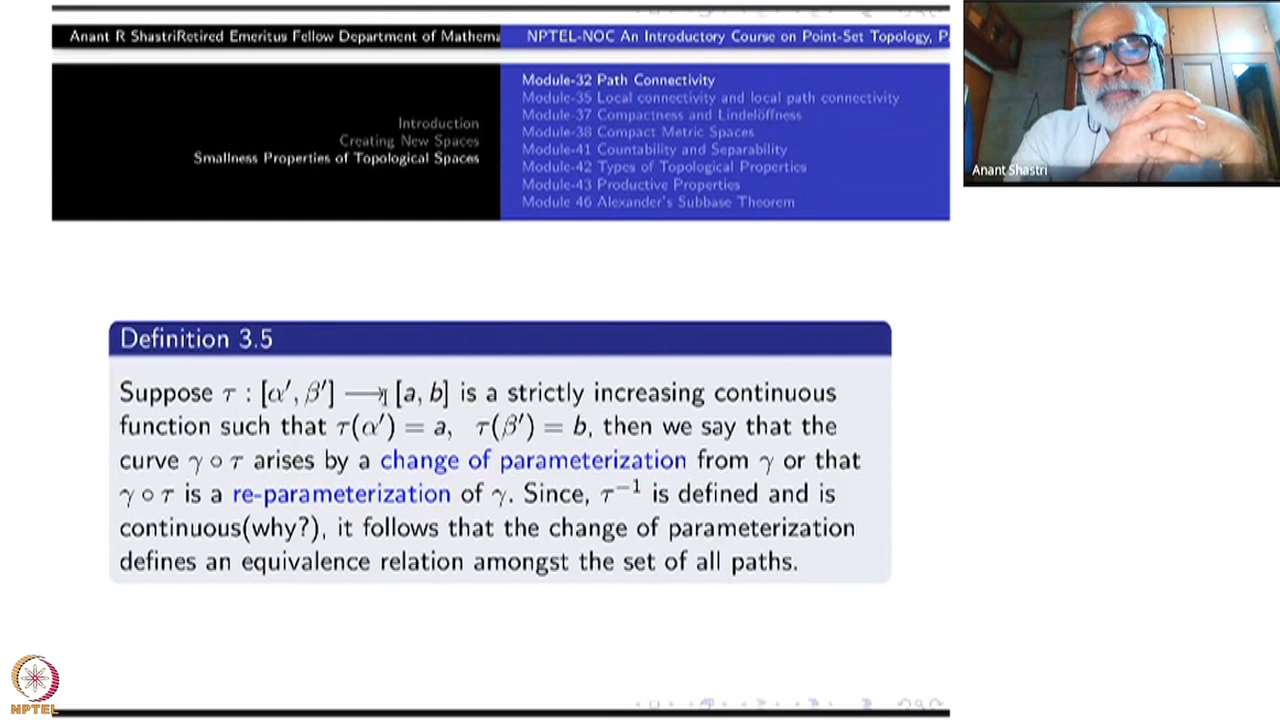 Anant R ShastriRetired Emeritus Fellow Department of Mathema
NPTEL-NOC An Introductory Course on Point-Set Topology, P
Introduction
Creating New Spaces
Smallness Properties of Topological Spaces
Module-32 Path Connectivity
Module-35 Local connectivity and local path connectivity
Module-37 Compactness and Lindelöffness
Module-38 Compact Metric Spaces
Module-41 Countability and Separability
Module-42 Types of Topological Properties
Module-43 Productive Properties
Module 46 Alexander's Subbase Theorem
Anant Shastri
Definition 3.5
Suppose τ : [α′, β′] ⟶ [a, b] is a strictly increasing continuous
function such that τ(α′) = a, τ(β′) = b, then we say that the
curve γ ∘ τ arises by a change of parameterization from γ or that
γ ∘ τ is a re-parameterization of γ. Since, τ⁻¹ is defined and is
continuous(why?), it follows that the change of parameterization
defines an equivalence relation amongst the set of all paths.
NPTEL